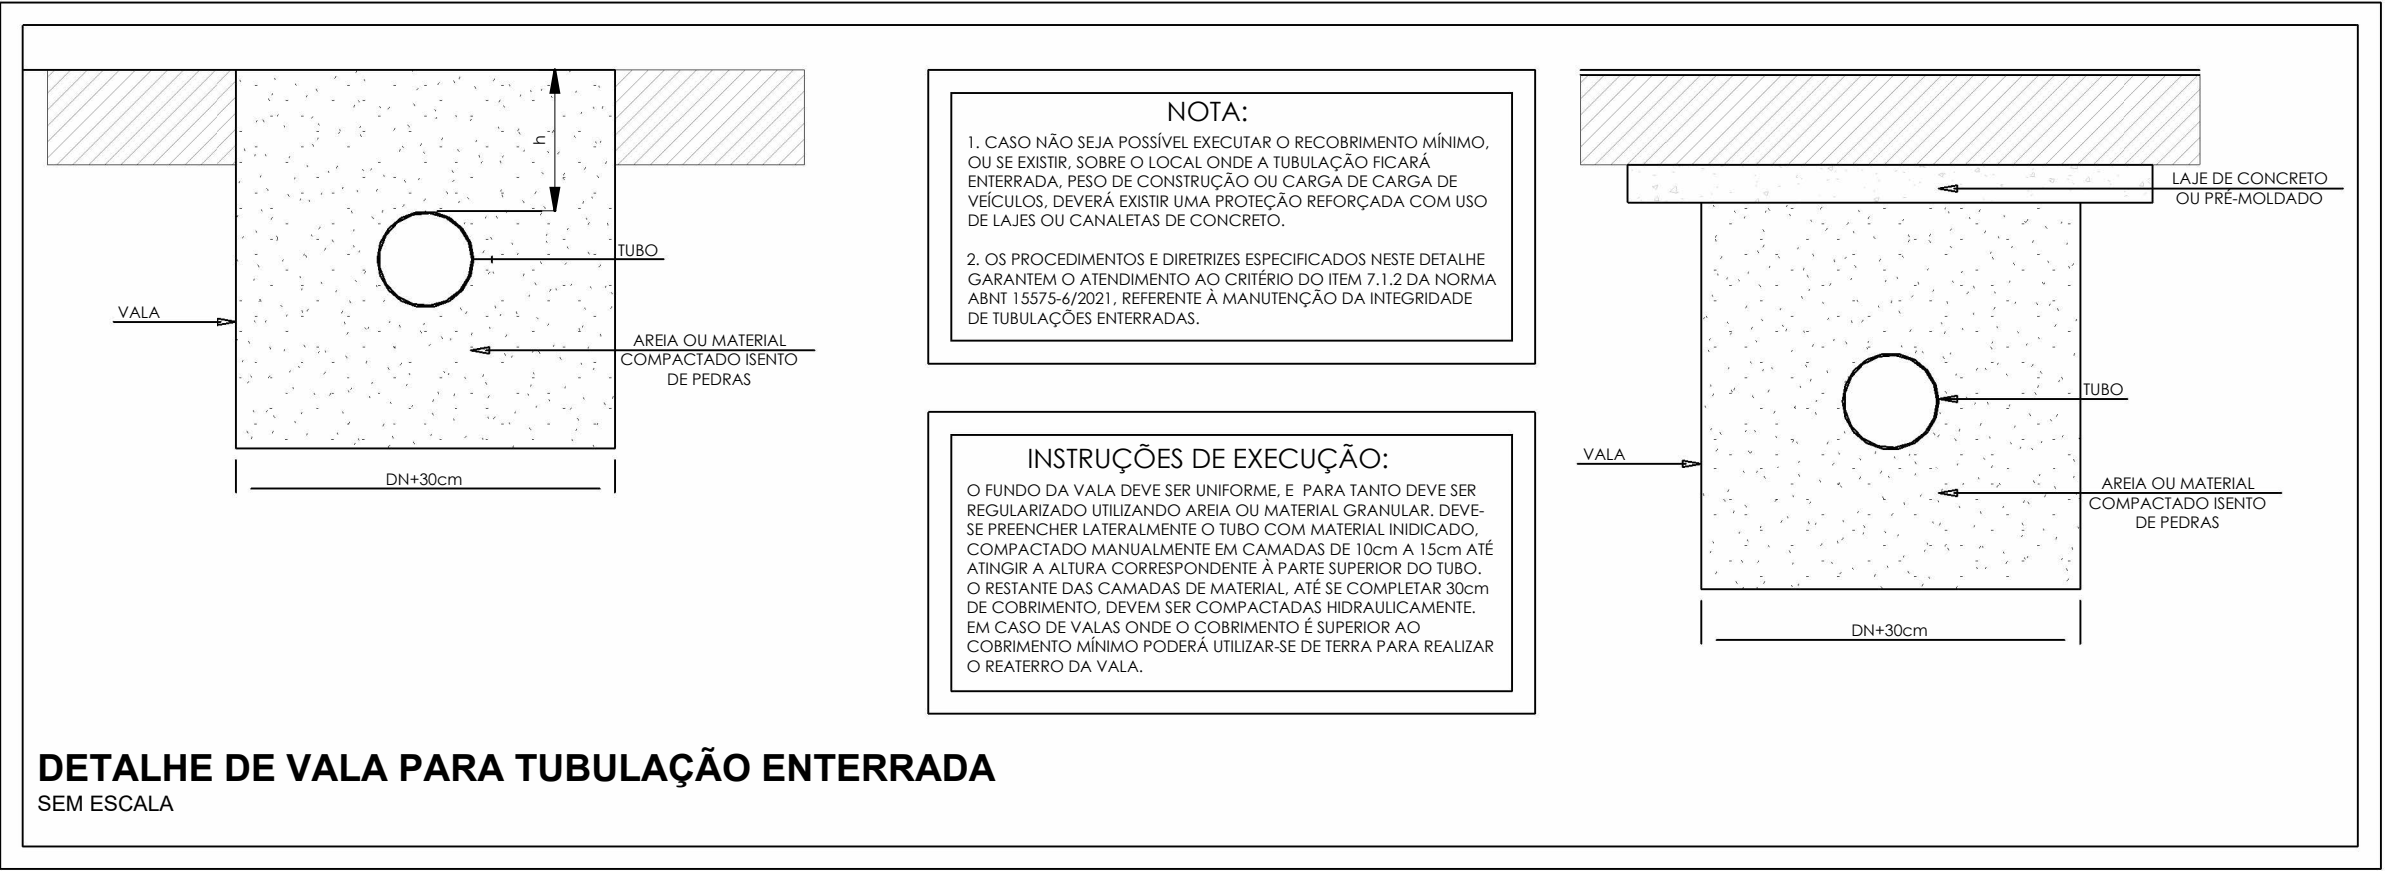 h
TUBO
VALA
AREIA OU MATERIAL
COMPACTADO ISENTO
DE PEDRAS
DN+30cm
NOTA:
1. CASO NÃO SEJA POSSÍVEL EXECUTAR O RECOBRIMENTO MÍNIMO,
OU SE EXISTIR, SOBRE O LOCAL ONDE A TUBULAÇÃO FICARÁ
ENTERRADA, PESO DE CONSTRUÇÃO OU CARGA DE CARGA DE
VEÍCULOS, DEVERÁ EXISTIR UMA PROTEÇÃO REFORÇADA COM USO
DE LAJES OU CANALETAS DE CONCRETO.
2. OS PROCEDIMENTOS E DIRETRIZES ESPECIFICADOS NESTE DETALHE
GARANTEM O ATENDIMENTO AO CRITÉRIO DO ITEM 7.1.2 DA NORMA
ABNT 15575-6/2021, REFERENTE À MANUTENÇÃO DA INTEGRIDADE
DE TUBULAÇÕES ENTERRADAS.
INSTRUÇÕES DE EXECUÇÃO:
O FUNDO DA VALA DEVE SER UNIFORME, E PARA TANTO DEVE SER
REGULARIZADO UTILIZANDO AREIA OU MATERIAL GRANULAR. DEVE-
SE PREENCHER LATERALMENTE O TUBO COM MATERIAL INIDICADO,
COMPACTADO MANUALMENTE EM CAMADAS DE 10cm A 15cm ATÉ
ATINGIR A ALTURA CORRESPONDENTE À PARTE SUPERIOR DO TUBO.
O RESTANTE DAS CAMADAS DE MATERIAL, ATÉ SE COMPLETAR 30cm
DE COBRIMENTO, DEVEM SER COMPACTADAS HIDRAULICAMENTE.
EM CASO DE VALAS ONDE O COBRIMENTO É SUPERIOR AO
COBRIMENTO MÍNIMO PODERÁ UTILIZAR-SE DE TERRA PARA REALIZAR
O REATERRO DA VALA.
LAJE DE CONCRETO
OU PRÉ-MOLDADO
TUBO
VALA
AREIA OU MATERIAL
COMPACTADO ISENTO
DE PEDRAS
DN+30cm
DETALHE DE VALA PARA TUBULAÇÃO ENTERRADA
SEM ESCALA